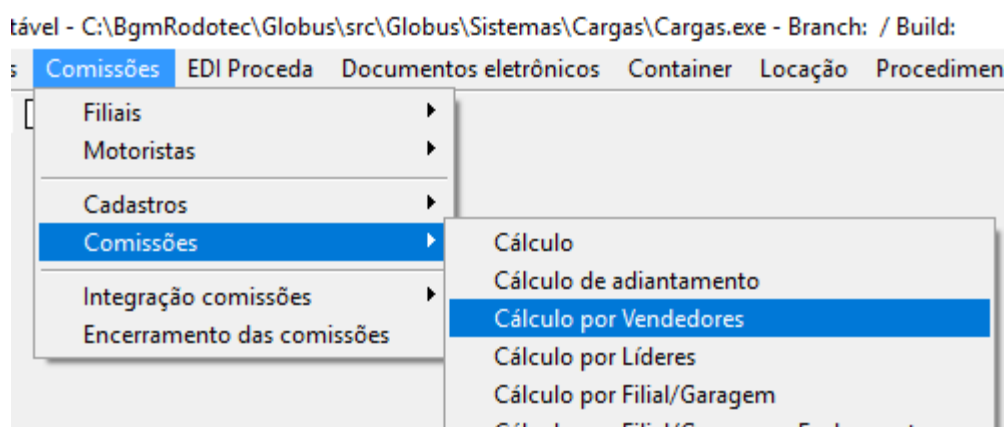 tável - C:\BgmRodotec\Globus\src\Globus\Sistemas\Cargas\Cargas.exe - Branch: / Build:
s Comissões EDI Proceda Documentos eletrônicos Container Locação Procedimen
Filiais
Motoristas
Cadastros
Comissões
Integração comissões
Encerramento das comissões
Cálculo
Cálculo de adiantamento
Cálculo por Vendedores
Cálculo por Líderes
Cálculo por Filial/Garagem